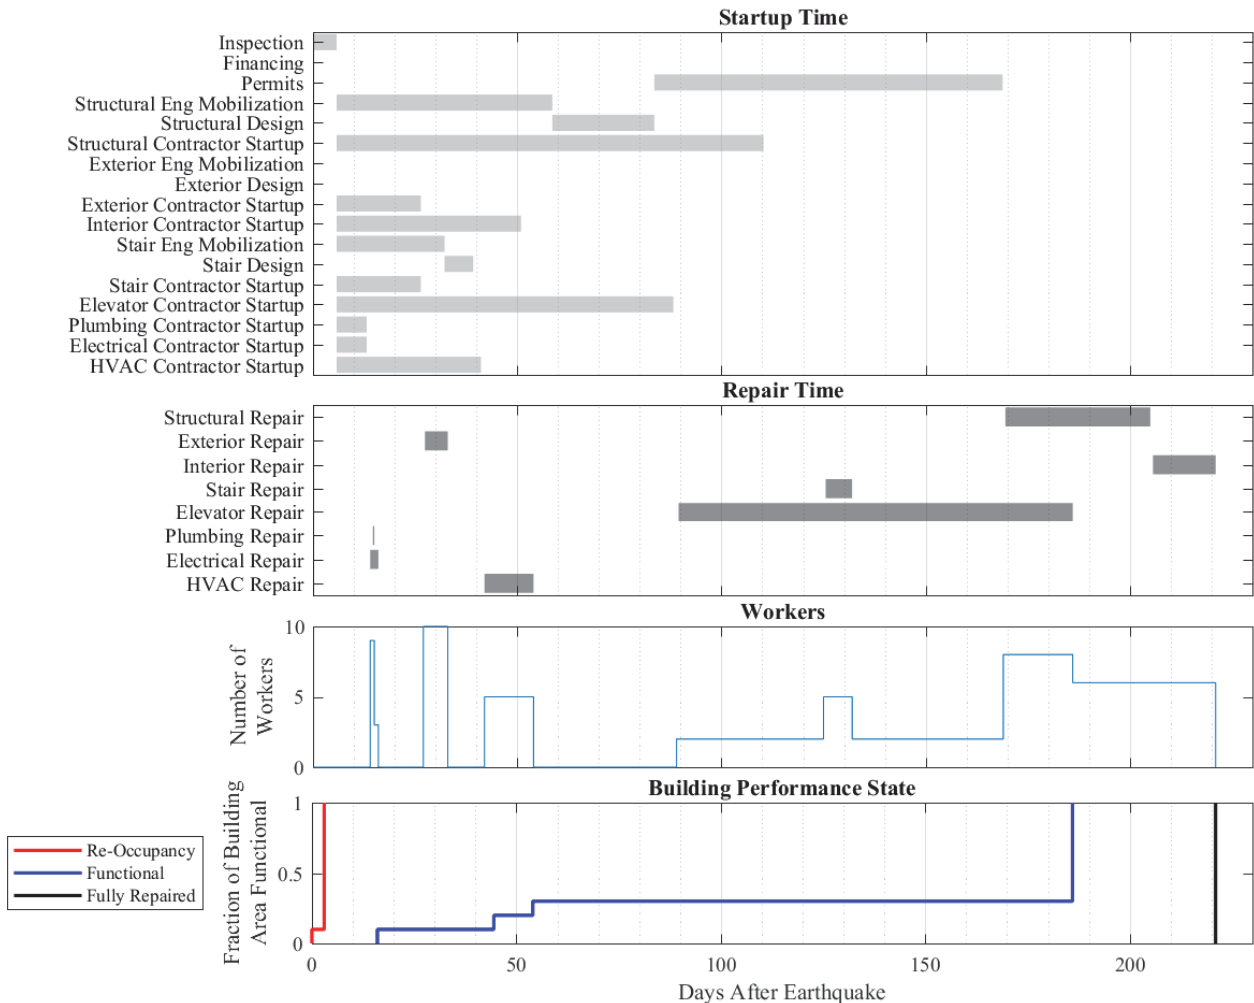 Startup Time
Inspection
Financing
Permits
Structural Eng Mobilization
Structural Design
Structural Contractor Startup
Exterior Eng Mobilization
Exterior Design
Exterior Contractor Startup
Interior Contractor Startup
Stair Eng Mobilization
Stair Design
Stair Contractor Startup
Elevator Contractor Startup
Plumbing Contractor Startup
Electrical Contractor Startup
HVAC Contractor Startup
Repair Time
Structural Repair
Exterior Repair
Interior Repair
Stair Repair
Elevator Repair
Plumbing Repair
Electrical Repair
HVAC Repair
Workers
Number of
Workers
10
5
0
Building Performance State
Re-Occupancy
Functional
Fully Repaired
Fraction of Building
Area Functional
1
0.5
0
0 50 100 150 200
Days After Earthquake